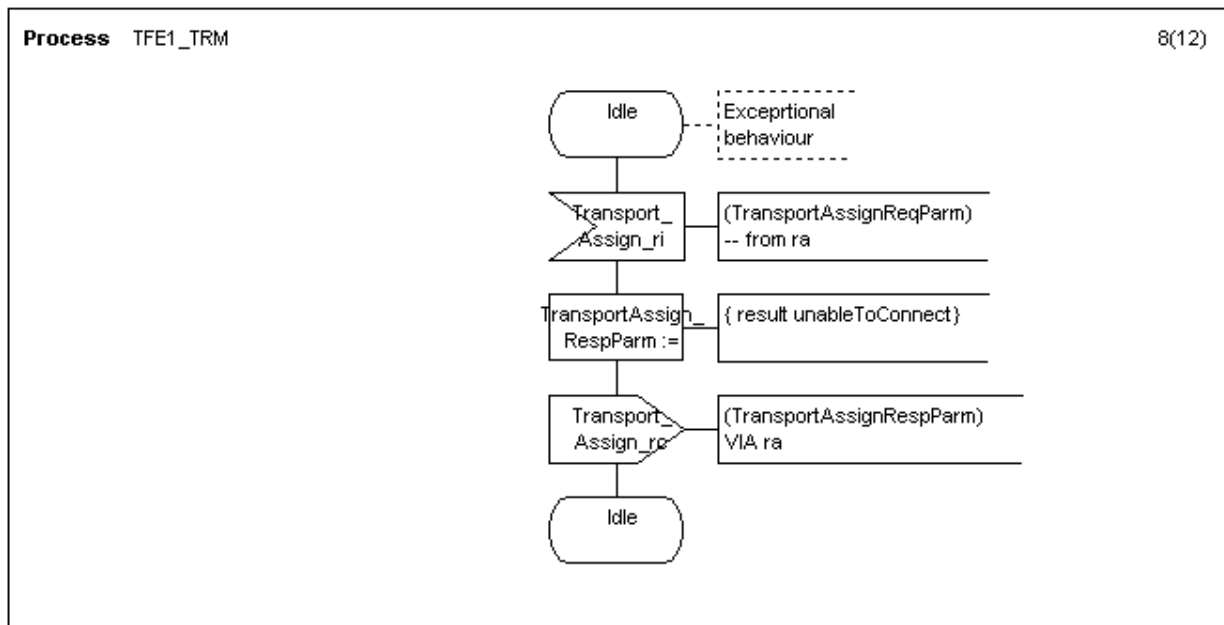 Process TFE1_TRM 8(12)
Idle
Exceprtional
behaviour
Transport_
Assign_ri
(TransportAssignReqParm)
-- from ra
TransportAssign_
RespParm :=
{ result unableToConnect}
Transport_
Assign_rc
(TransportAssignRespParm)
VIA ra
Idle